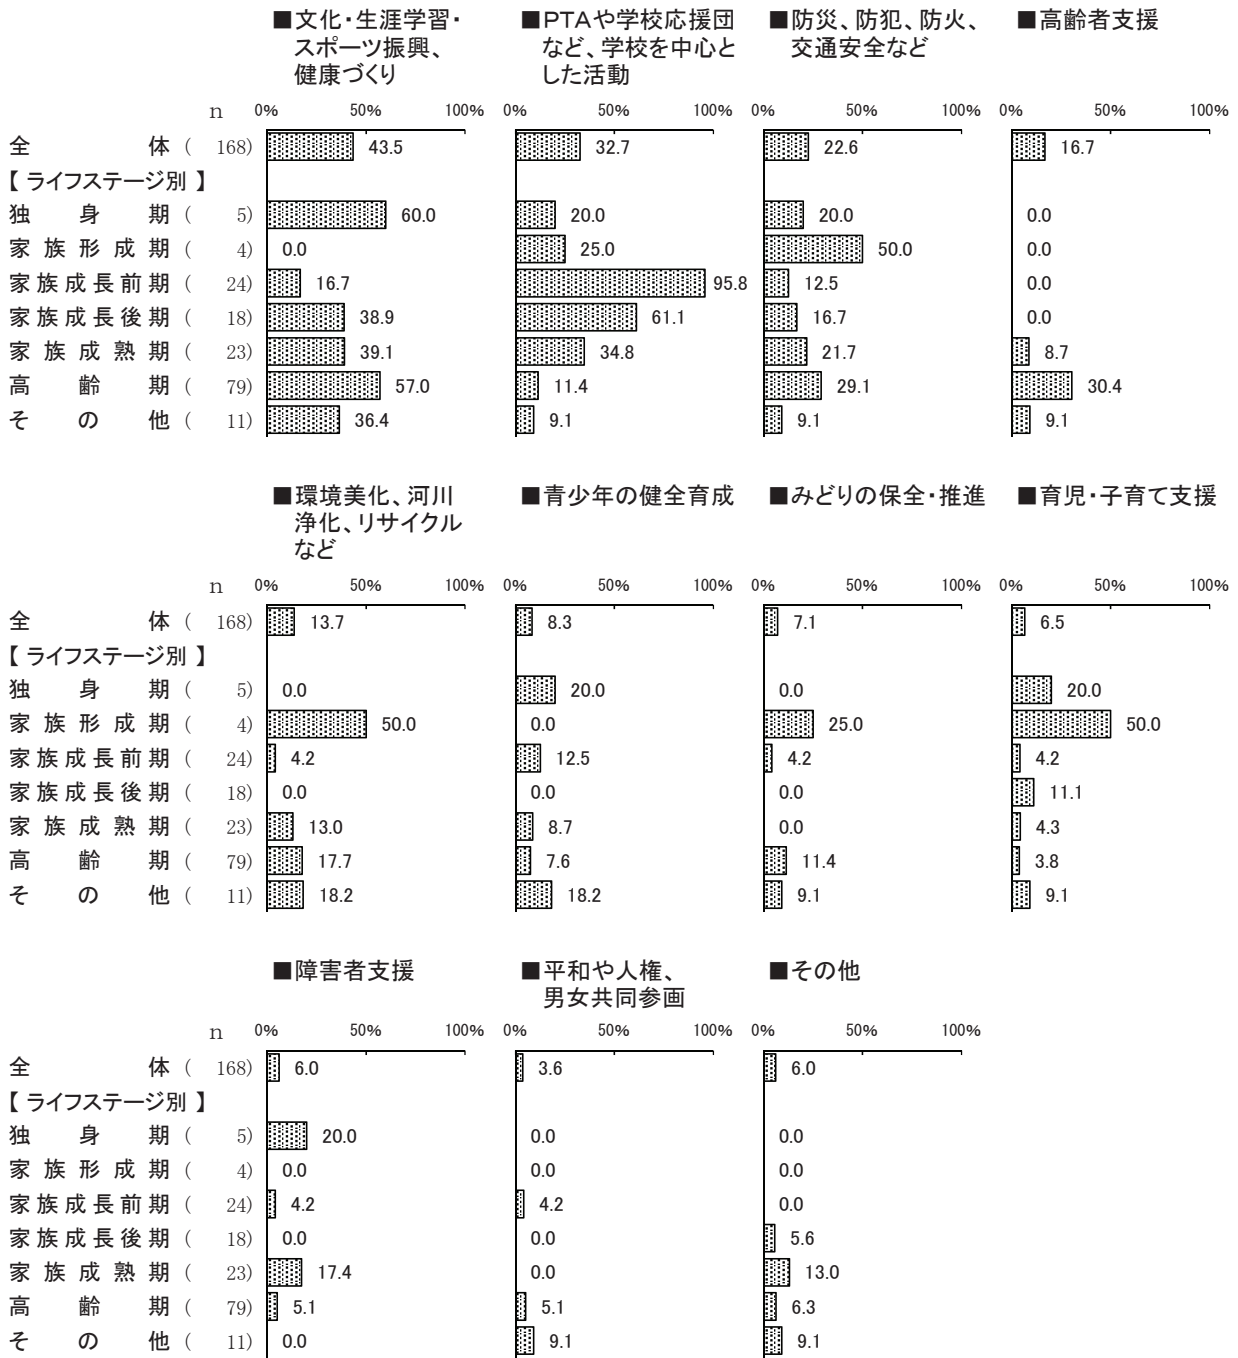 ■文化・生涯学習・ ■PTAや学校応援団 ■防災、防犯、防火、 ■高齢者支援
スポーツ振興、 など、学校を中心と 交通安全など
健康づくり した活動
n 0% 50% 100% 0% 50% 100% 0% 50% 100% 0% 50% 100%
全体 ( 168) 43.5 32.7 22.6 16.7
【ライフステージ別】
独身期 ( 5) 60.0 20.0 20.0 0.0
家族形成期 ( 4) 0.0 25.0 50.0 0.0
家族成長前期 ( 24) 16.7 95.8 12.5 0.0
家族成長後期 ( 18) 38.9 61.1 16.7 0.0
家族成熟期 ( 23) 39.1 34.8 21.7 8.7
高齢期 ( 79) 57.0 11.4 29.1 30.4
その他 ( 11) 36.4 9.1 9.1 9.1
■環境美化、河川 ■青少年の健全育成 ■みどりの保全・推進 ■育児・子育て支援
浄化、リサイクル
など
n 0% 50% 100% 0% 50% 100% 0% 50% 100% 0% 50% 100%
全体 ( 168) 13.7 8.3 7.1 6.5
【ライフステージ別】
独身期 ( 5) 0.0 20.0 0.0 20.0
家族形成期 ( 4) 50.0 0.0 25.0 50.0
家族成長前期 ( 24) 4.2 12.5 4.2 4.2
家族成長後期 ( 18) 0.0 0.0 0.0 11.1
家族成熟期 ( 23) 13.0 8.7 0.0 4.3
高齢期 ( 79) 17.7 7.6 11.4 3.8
その他 ( 11) 18.2 18.2 9.1 9.1
■障害者支援 ■平和や人権、 ■その他
男女共同参画
n 0% 50% 100% 0% 50% 100% 0% 50% 100%
全体 ( 168) 6.0 3.6 6.0
【ライフステージ別】
独身期 ( 5) 20.0 0.0 0.0
家族形成期 ( 4) 0.0 0.0 0.0
家族成長前期 ( 24) 4.2 4.2 0.0
家族成長後期 ( 18) 0.0 0.0 5.6
家族成熟期 ( 23) 17.4 0.0 13.0
高齢期 ( 79) 5.1 5.1 6.3
その他 ( 11) 0.0 9.1 9.1